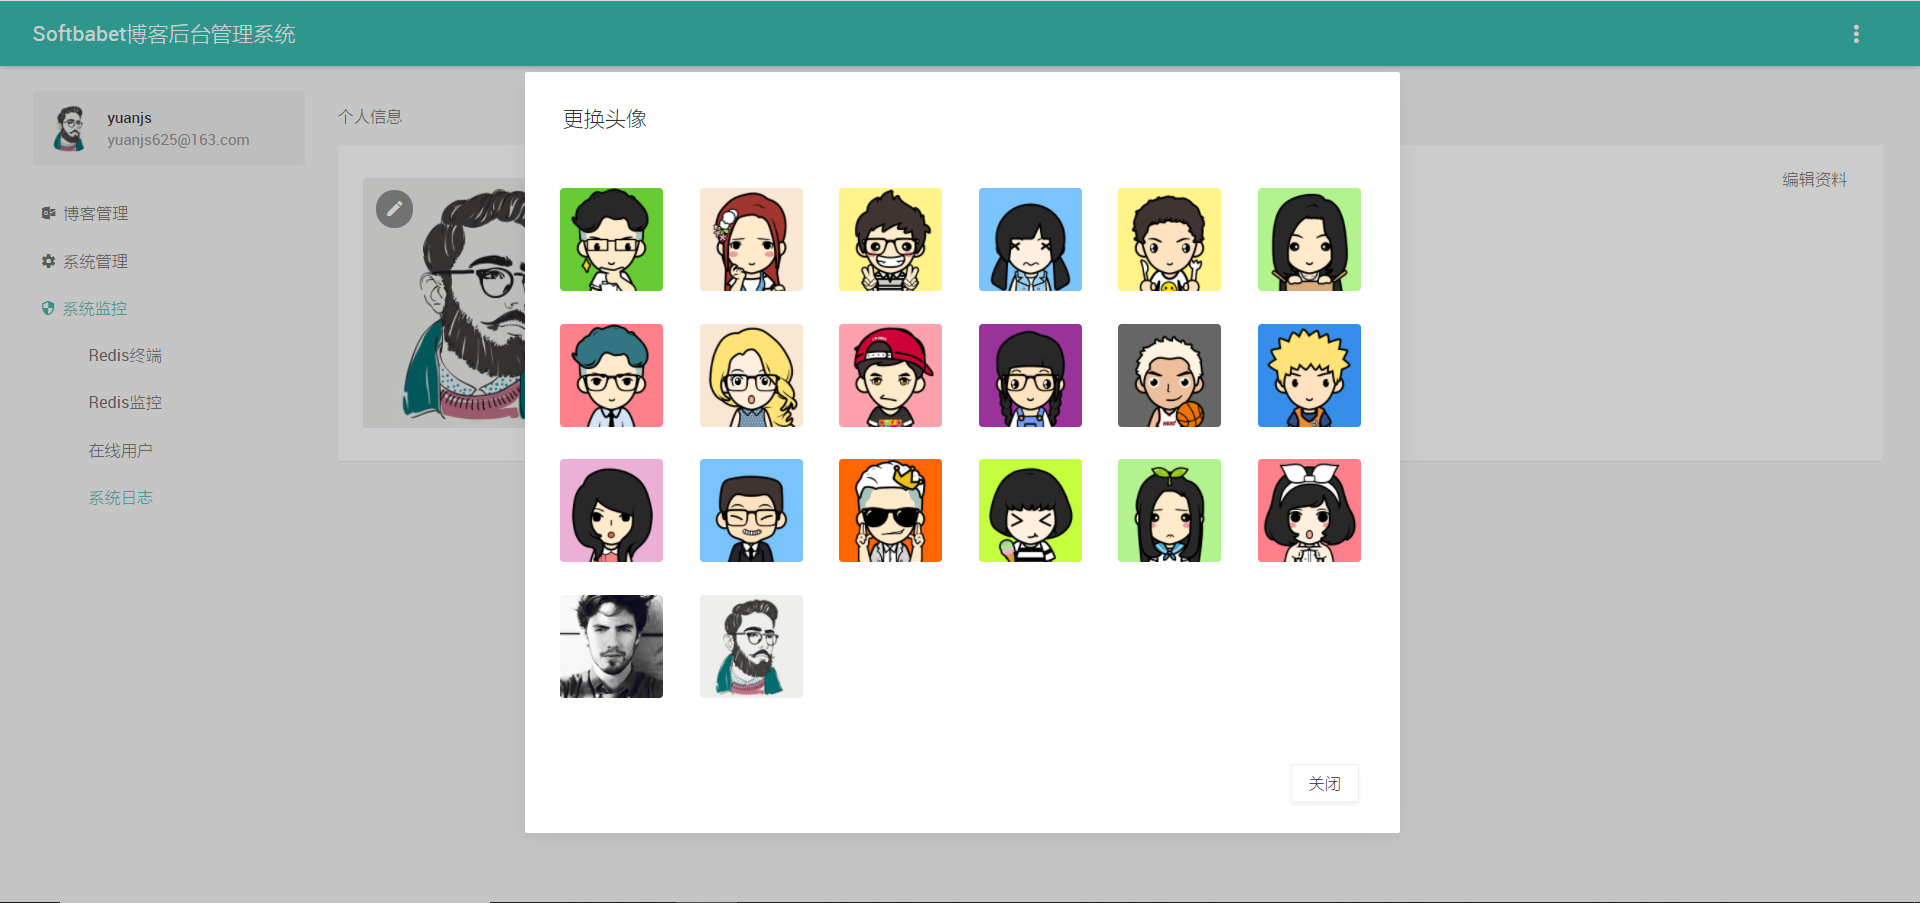 Softbabet博客后台管理系统
yuanjs
yuanjs625@163.com
博客管理
系统管理
系统监控
Redis终端
Redis监控
在线用户
系统日志
个人信息
编辑资料
更换头像
关闭